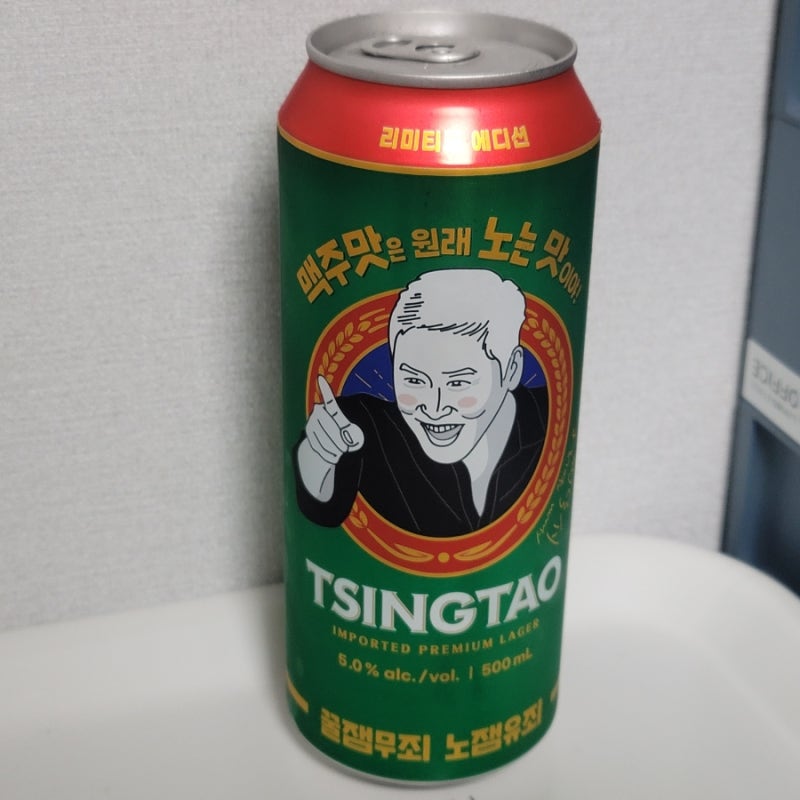 리미티드 에디션
맥주맛은 원래 노는 맛이야!
TSINGTAO
IMPORTED PREMIUM LAGER
5.0% alc./vol. | 500mL
꿀잼무죄 노잼유죄
OFFICE